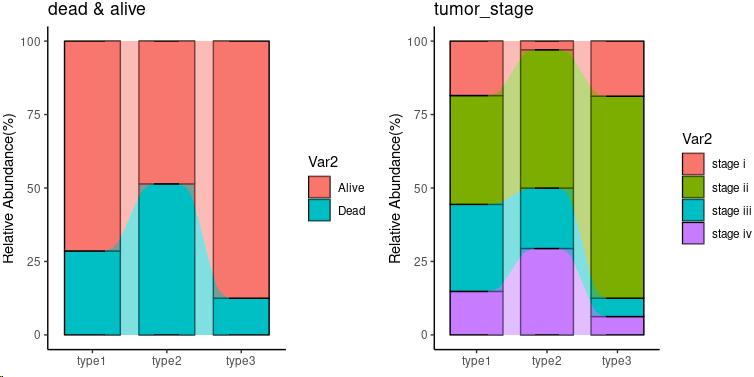 dead & alive
Relative Abundance(%)
100
75
50
25
0
type1
type2
type3
Var2
Alive
Dead
tumor_stage
Relative Abundance(%)
100
75
50
25
0
type1
type2
type3
Var2
stage i
stage ii
stage iii
stage iv